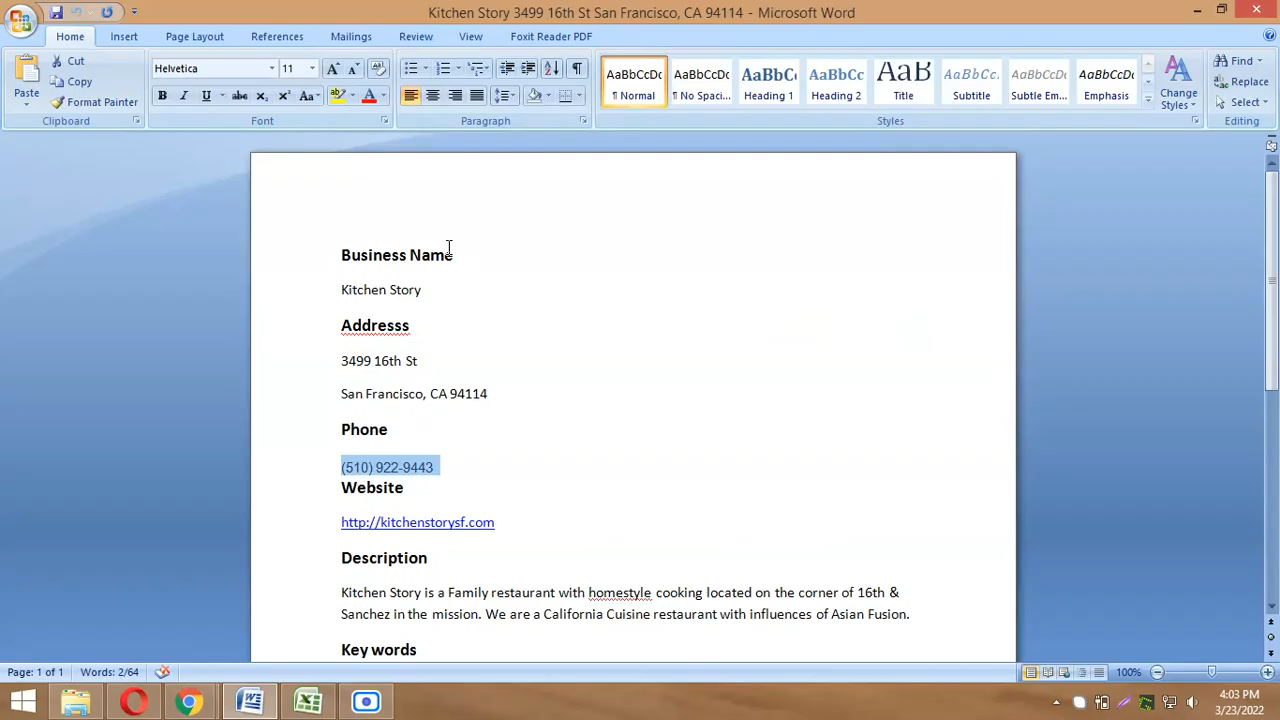 Kitchen Story 3499 16th St San Francisco, CA 94114 - Microsoft Word
Home Insert Page Layout References Mailings Review View Foxit Reader PDF
Paste Cut Copy Format Painter Clipboard
Helvetica 11 B I U abc x₂ x² Aa A Font
Paragraph
AaBbCcDc ¶ Normal
AaBbCcDc ¶ No Spaci...
AaBbC Heading 1
AaBbCc Heading 2
AaB Title
AaBbCc. Subtitle
AaBbCcDc Subtle Em...
AaBbCcDc Emphasis
Change Styles
Styles
Find
Replace
Select
Editing
Business Name
Kitchen Story
Addresss
3499 16th St
San Francisco, CA 94114
Phone
(510) 922-9443
Website
http://kitchenstorysf.com
Description
Kitchen Story is a Family restaurant with homestyle cooking located on the corner of 16th &
Sanchez in the mission. We are a California Cuisine restaurant with influences of Asian Fusion.
Key words
Page: 1 of 1 Words: 2/64 100%
4:03 PM
3/23/2022